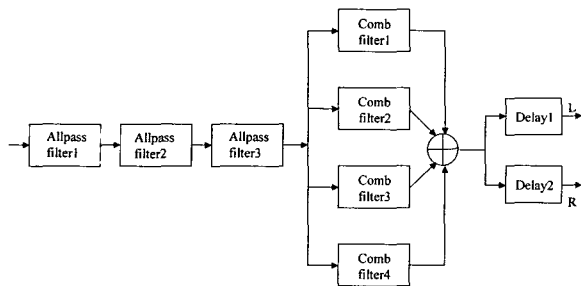 Comb
filter1
Comb
filter2
Allpass
filter1
Allpass
filter2
Allpass
filter3
Comb
filter3
Comb
filter4
Delay1
L
Delay2
R